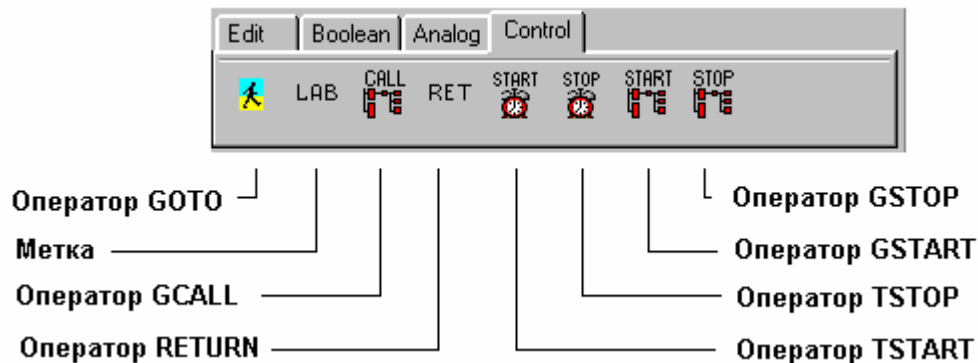 Edit Boolean Analog Control
LAB CALL RET START STOP START STOP
Оператор GOTO
Метка
Оператор GCALL
Оператор RETURN
Оператор GSTOP
Оператор GSTART
Оператор TSTOP
Оператор TSTART